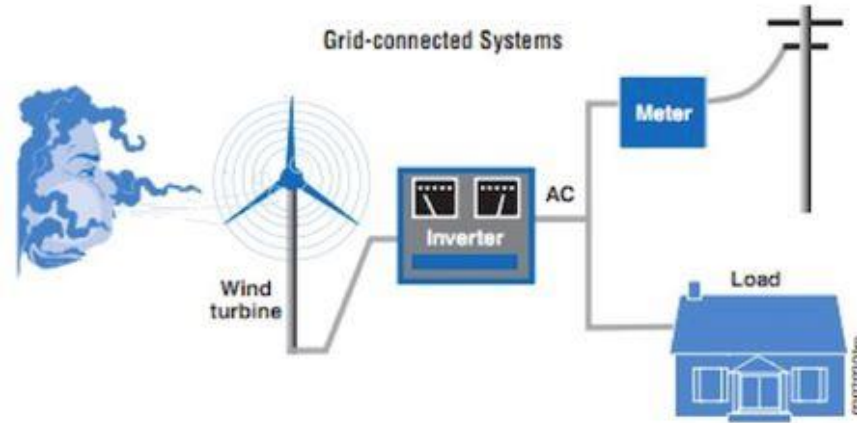 Grid-connected Systems
Meter
AC
Inverter
Wind
turbine
Load